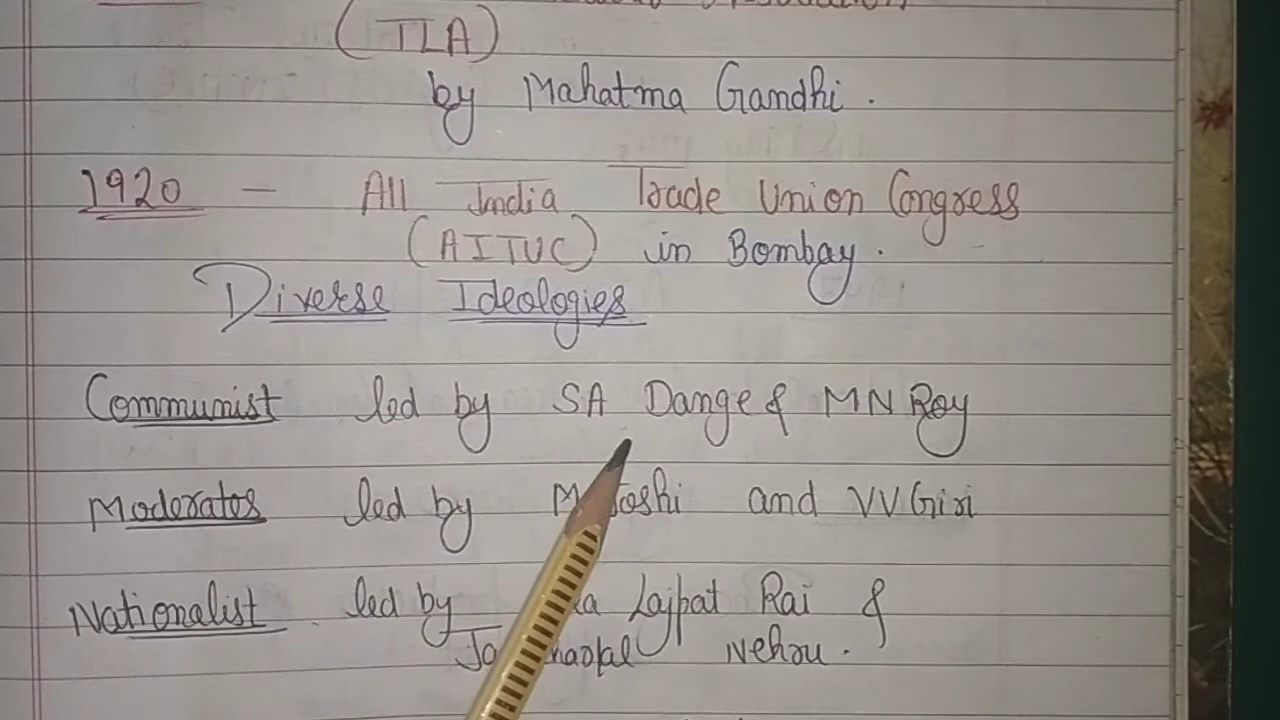 (TLA)
by Mahatma Gandhi.
1920 - All India Trade Union Congress
(AITUC) in Bombay.
Diverse Ideologies
Communist led by SA Dange & MN Roy
Moderates led by Joshi and VV Giri
Nationalist led by Lajpat Rai &
Nehru.